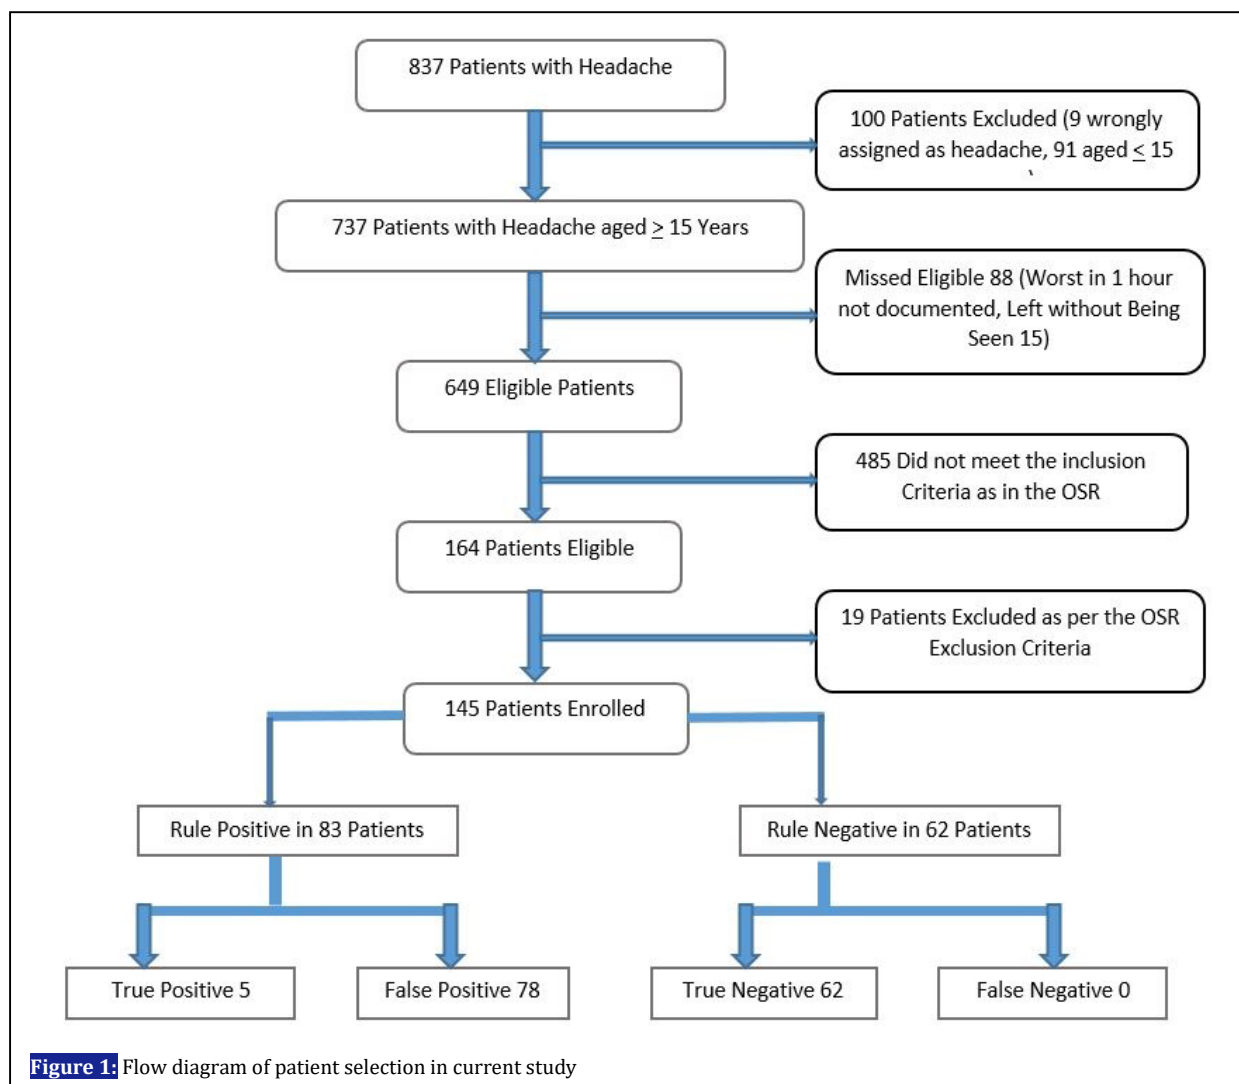 837 Patients with Headache
100 Patients Excluded (9 wrongly
assigned as headache, 91 aged ≤ 15
737 Patients with Headache aged ≥ 15 Years
Missed Eligible 88 (Worst in 1 hour
not documented, Left without Being
Seen 15)
649 Eligible Patients
485 Did not meet the inclusion
Criteria as in the OSR
164 Patients Eligible
19 Patients Excluded as per the OSR
Exclusion Criteria
145 Patients Enrolled
Rule Positive in 83 Patients
Rule Negative in 62 Patients
True Positive 5
False Positive 78
True Negative 62
False Negative 0
Figure 1: Flow diagram of patient selection in current study